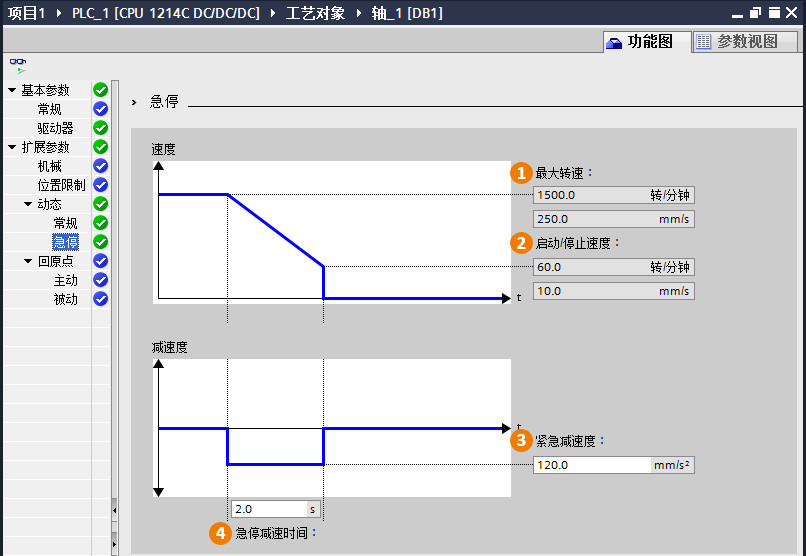 项目1 PLC_1 [CPU 1214C DC/DC/DC] 工艺对象 轴_1 [DB1]
功能图
参数视图
基本参数
常规
驱动器
扩展参数
机械
位置限制
动态
常规
急停
回原点
主动
被动
急停
速度
t
1 最大转速：
1500.0 转/分钟
250.0 mm/s
2 启动/停止速度：
60.0 转/分钟
10.0 mm/s
减速度
t
3 紧急减速度：
120.0 mm/s²
2.0 s
4 急停减速时间：